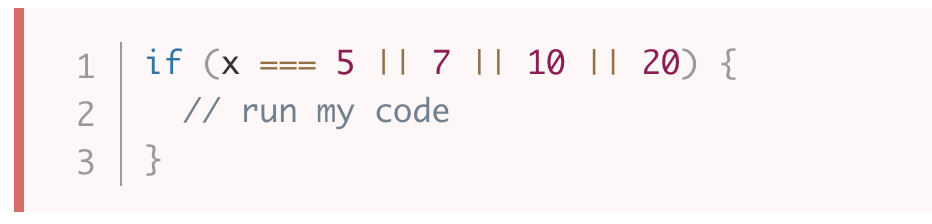 1 if (x === 5 || 7 || 10 || 20) {
2   // run my code
3 }